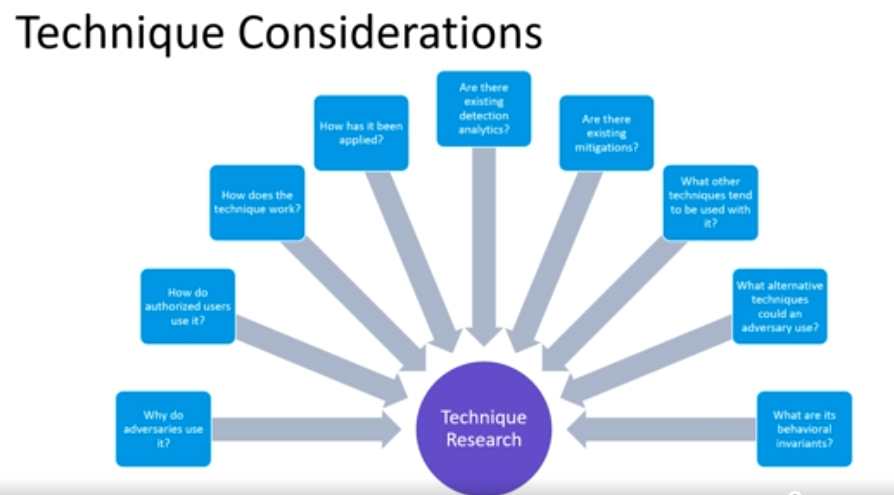 Technique Considerations
Why do
adversaries use
it?
How do
authorized users
use it?
How does the
technique work?
How has it been
applied?
Are there
existing
detection
analytics?
Are there
existing
mitigations?
What other
techniques tend
to be used with
it?
What alternative
techniques
could an
adversary use?
What are its
behavioral
invariants?
Technique
Research